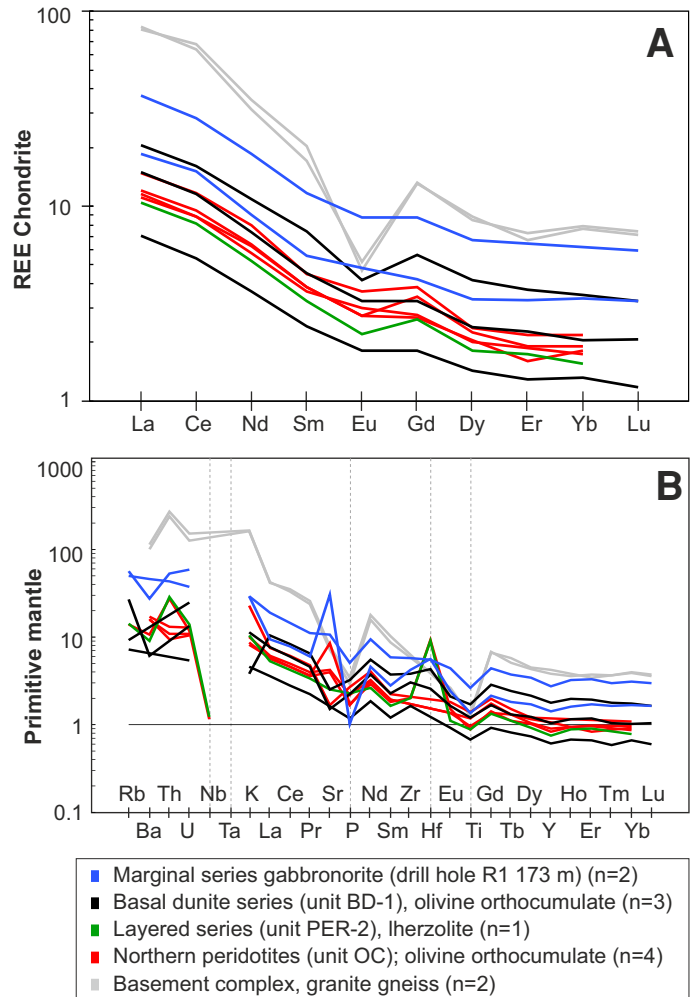 100
A
REE Chondrite
10
1
La Ce Nd Sm Eu Gd Dy Er Yb Lu
1000
B
100
Primitive mantle
10
1
Rb Th Nb K Ce Sr Nd Zr Eu Gd Dy Ho Tm Lu
0.1
Ba U Ta La Pr P Sm Hf Ti Tb Y Er Yb
Marginal series gabbronorite (drill hole R1 173 m) (n=2)
Basal dunite series (unit BD-1), olivine orthocumulate (n=3)
Layered series (unit PER-2), lherzolite (n=1)
Northern peridotites (unit OC); olivine orthocumulate (n=4)
Basement complex, granite gneiss (n=2)